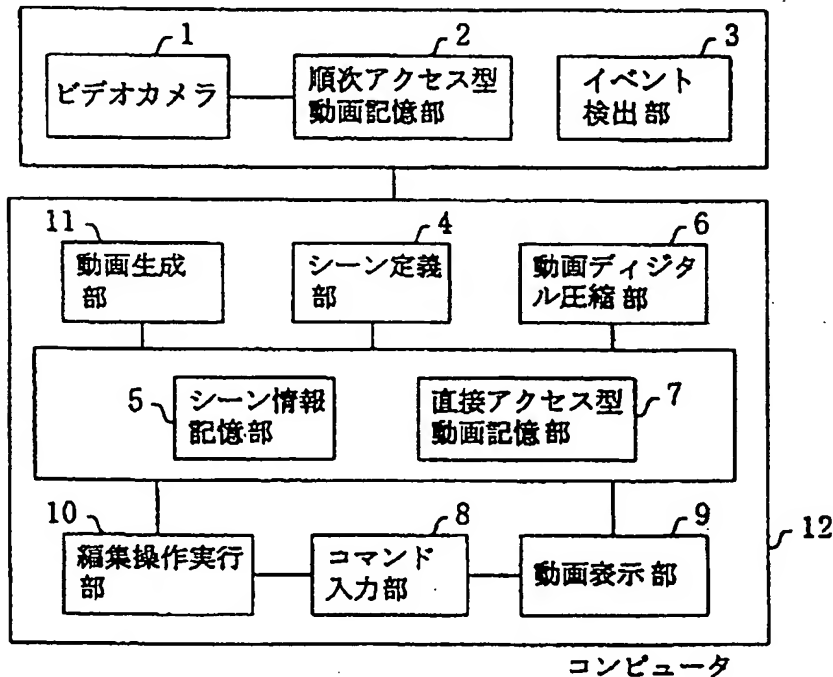 1
2
3
ビデオカメラ
順次アクセス型
動画記憶部
イベント
検出部
11
4
6
動画生成
部
シーン定義
部
動画ディジタ
ル圧縮部
5
シーン情報
記憶部
直接アクセス型
動画記憶部
7
10
8
9
編集操作実行
部
コマンド
入力部
動画表示部
12
コンピュータ